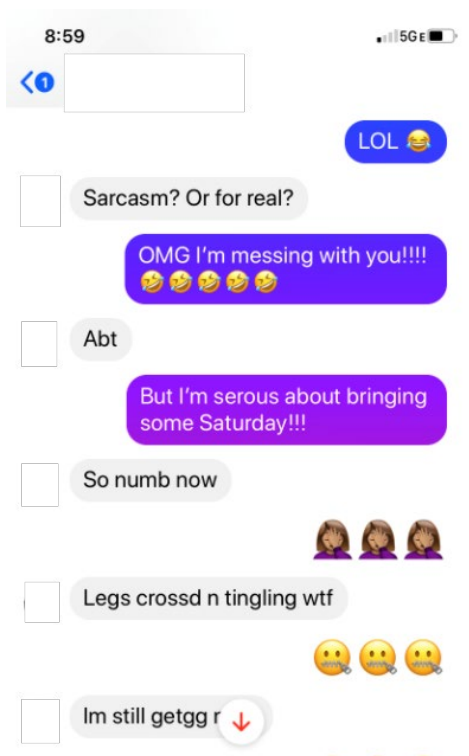 8:59
5GE
1
LOL 😂
Sarcasm? Or for real?
OMG I'm messing with you!!!!
🤣🤣🤣🤣🤣
Abt
But I'm serous about bringing
some Saturday!!!
So numb now
🤦🏽‍♀️🤦🏽‍♀️🤦🏽‍♀️
Legs crossd n tingling wtf
🤐🤐🤐
Im still getgg